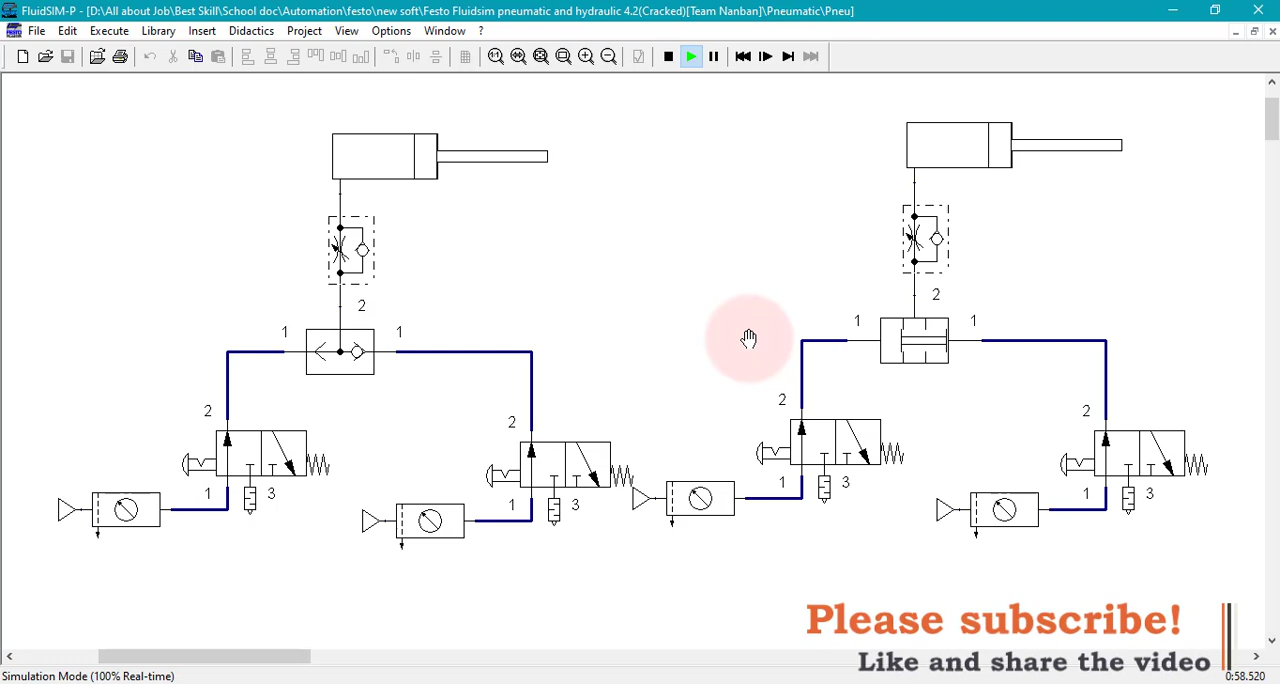 FluidSIM-P - [D:\All about Job\Best Skill\School doc\Automation\festo\new soft\Festo Fluidsim pneumatic and hydraulic 4.2(Cracked)[Team Nanban]\Pneumatic\Pneu]
File Edit Execute Library Insert Didactics Project Research View Options Window ?
2 2
1 1 1 1
2 2 2 2
1 3 1 3 1 3 1 3
Please subscribe!
Like and share the video
Simulation Mode (100% Real-time) 0:58.520